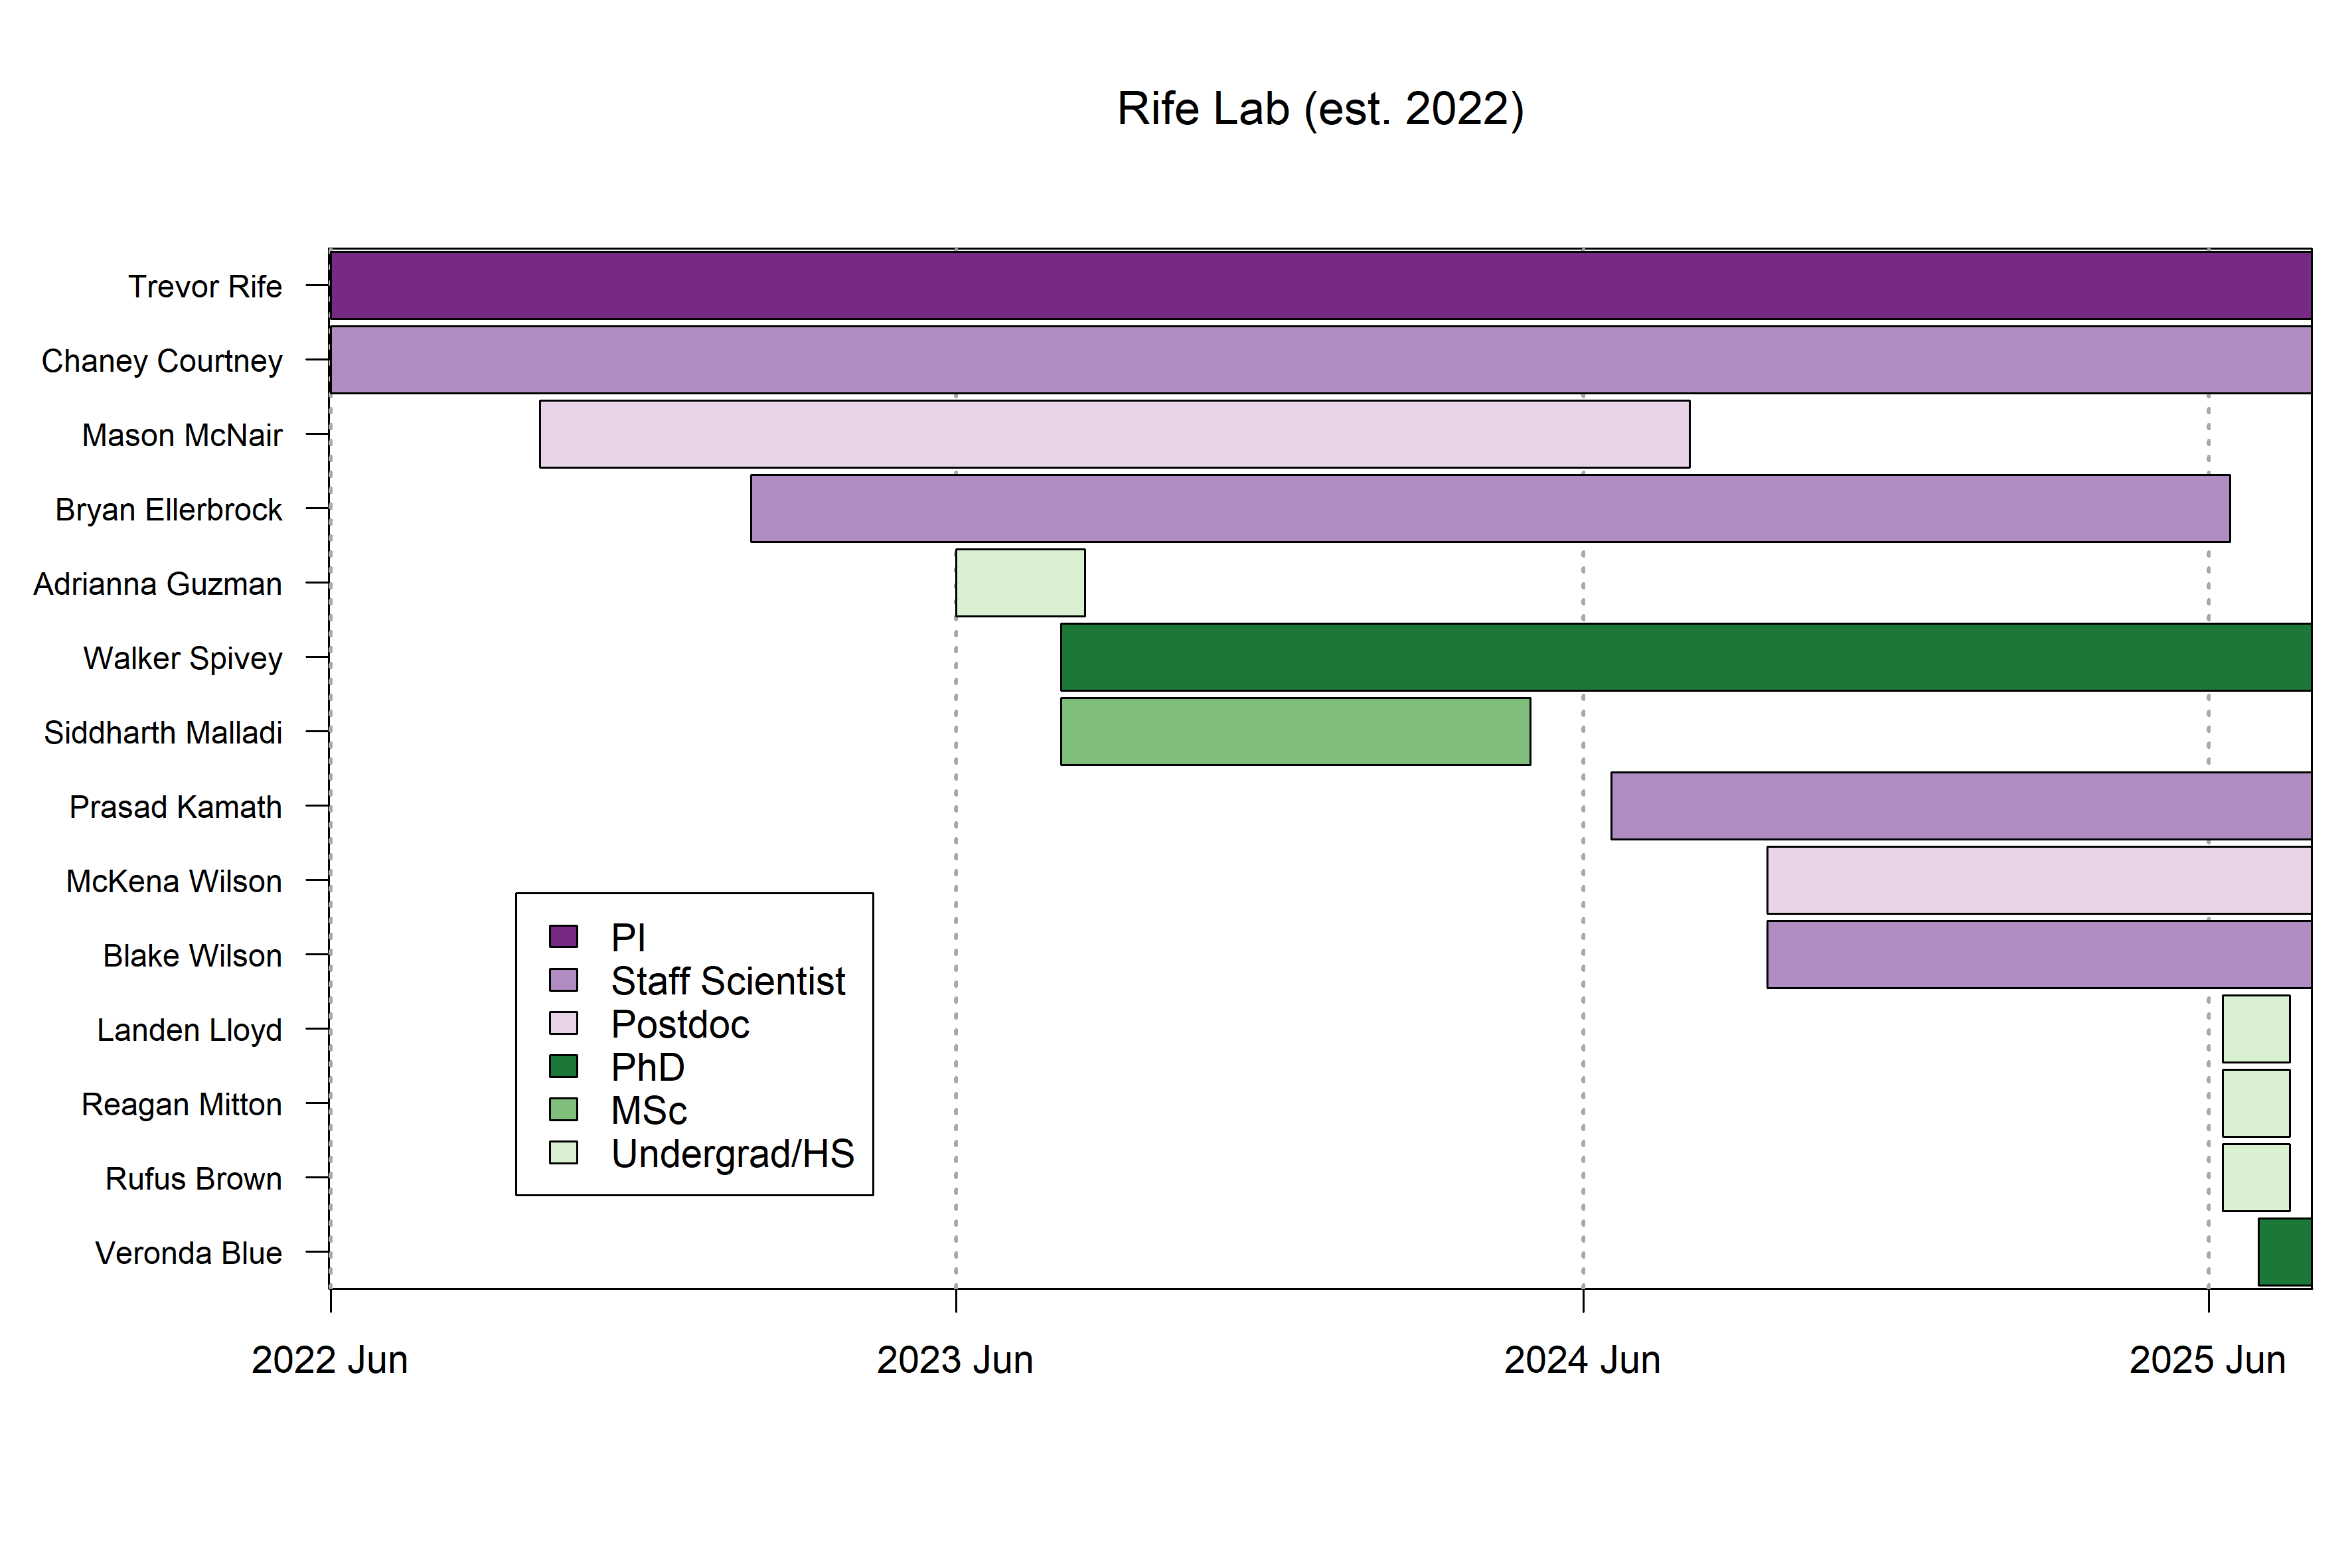 Rife Lab (est. 2022)
Trevor Rife
Chaney Courtney
Mason McNair
Bryan Ellerbrock
Adrianna Guzman
Walker Spivey
Siddharth Malladi
Prasad Kamath
McKena Wilson
Blake Wilson
Landen Lloyd
Reagan Mitton
Rufus Brown
Veronda Blue
PI
Staff Scientist
Postdoc
PhD
MSc
Undergrad/HS
2022 Jun
2023 Jun
2024 Jun
2025 Jun